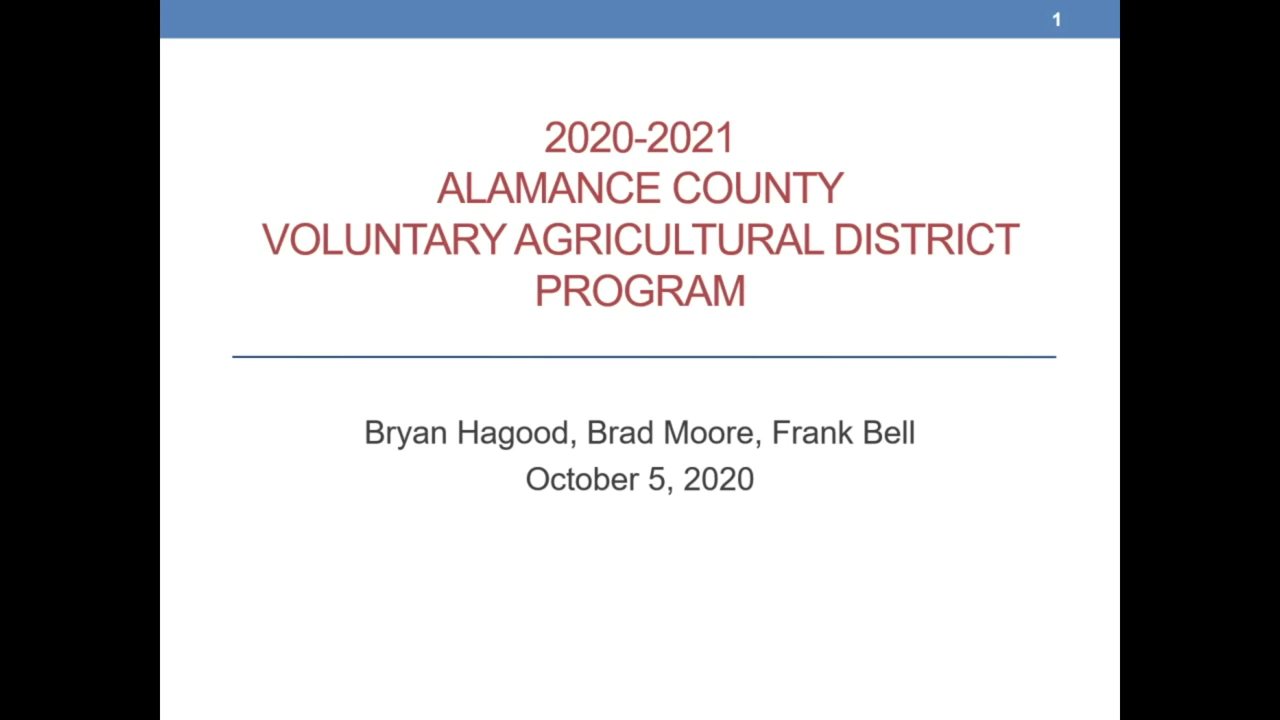 1
2020-2021
ALAMANCE COUNTY
VOLUNTARY AGRICULTURAL DISTRICT
PROGRAM
Bryan Hagood, Brad Moore, Frank Bell
October 5, 2020